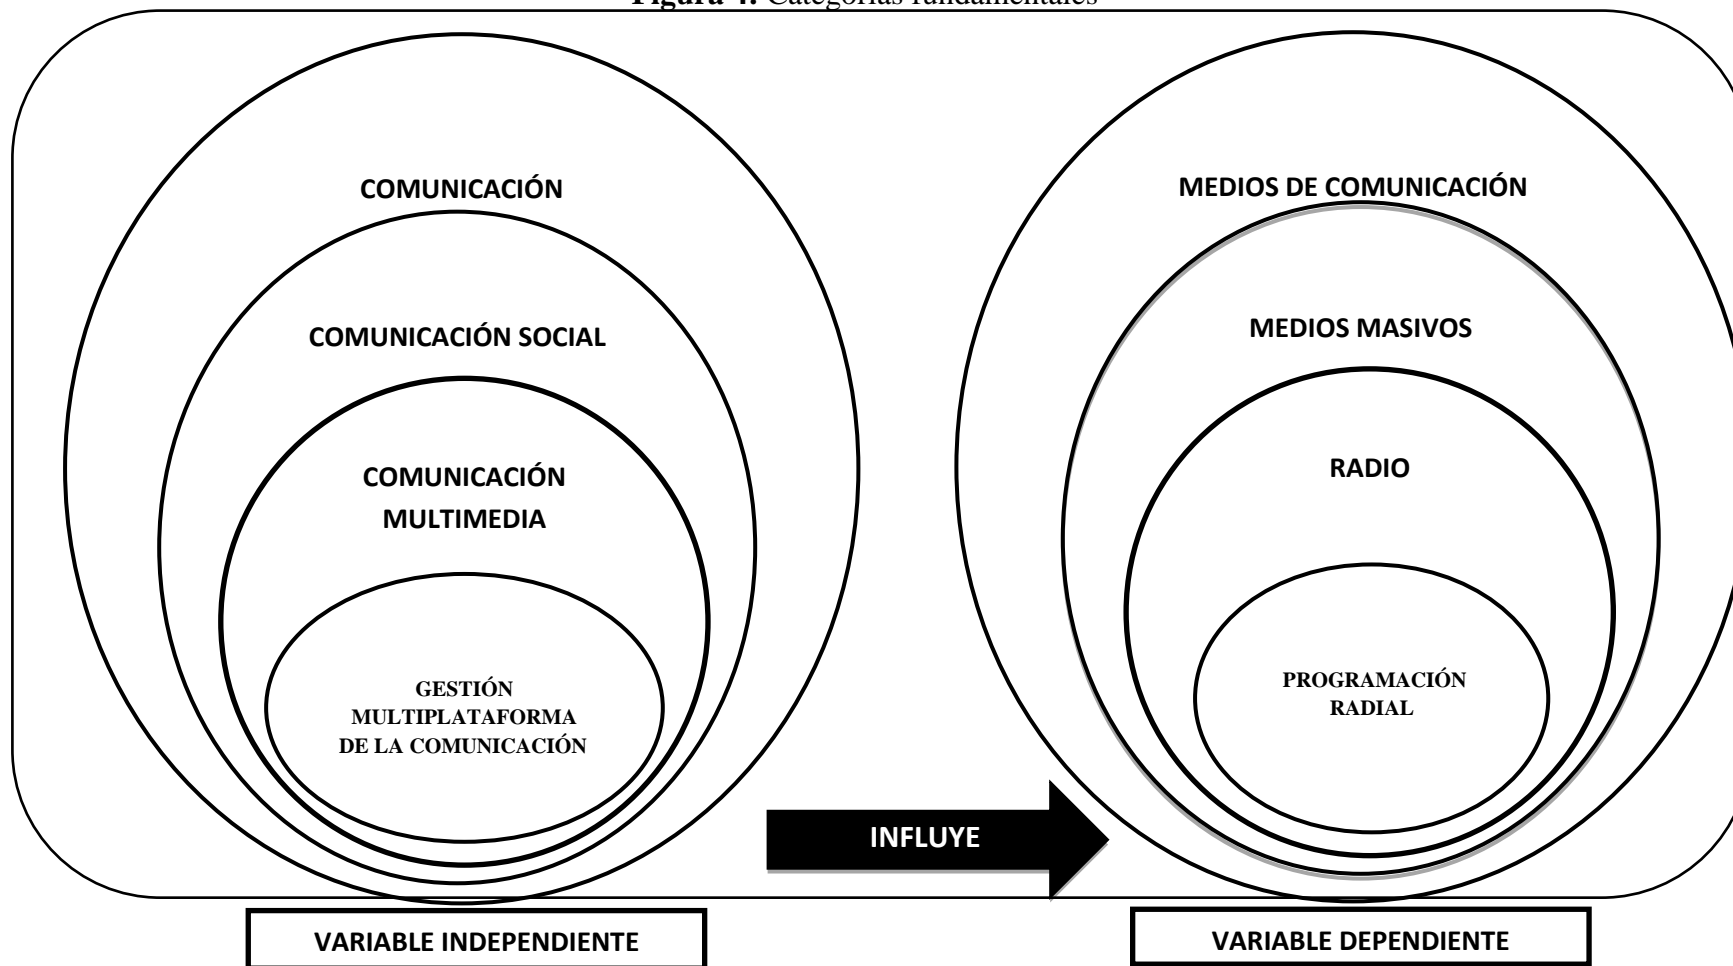 Figura 4. Categorías fundamentales
COMUNICACIÓN
COMUNICACIÓN SOCIAL
COMUNICACIÓN
MULTIMEDIA
GESTIÓN
MULTIPLATAFORMA
DE LA COMUNICACIÓN
VARIABLE INDEPENDIENTE
INFLUYE
MEDIOS DE COMUNICACIÓN
MEDIOS MASIVOS
RADIO
PROGRAMACIÓN
RADIAL
VARIABLE DEPENDIENTE